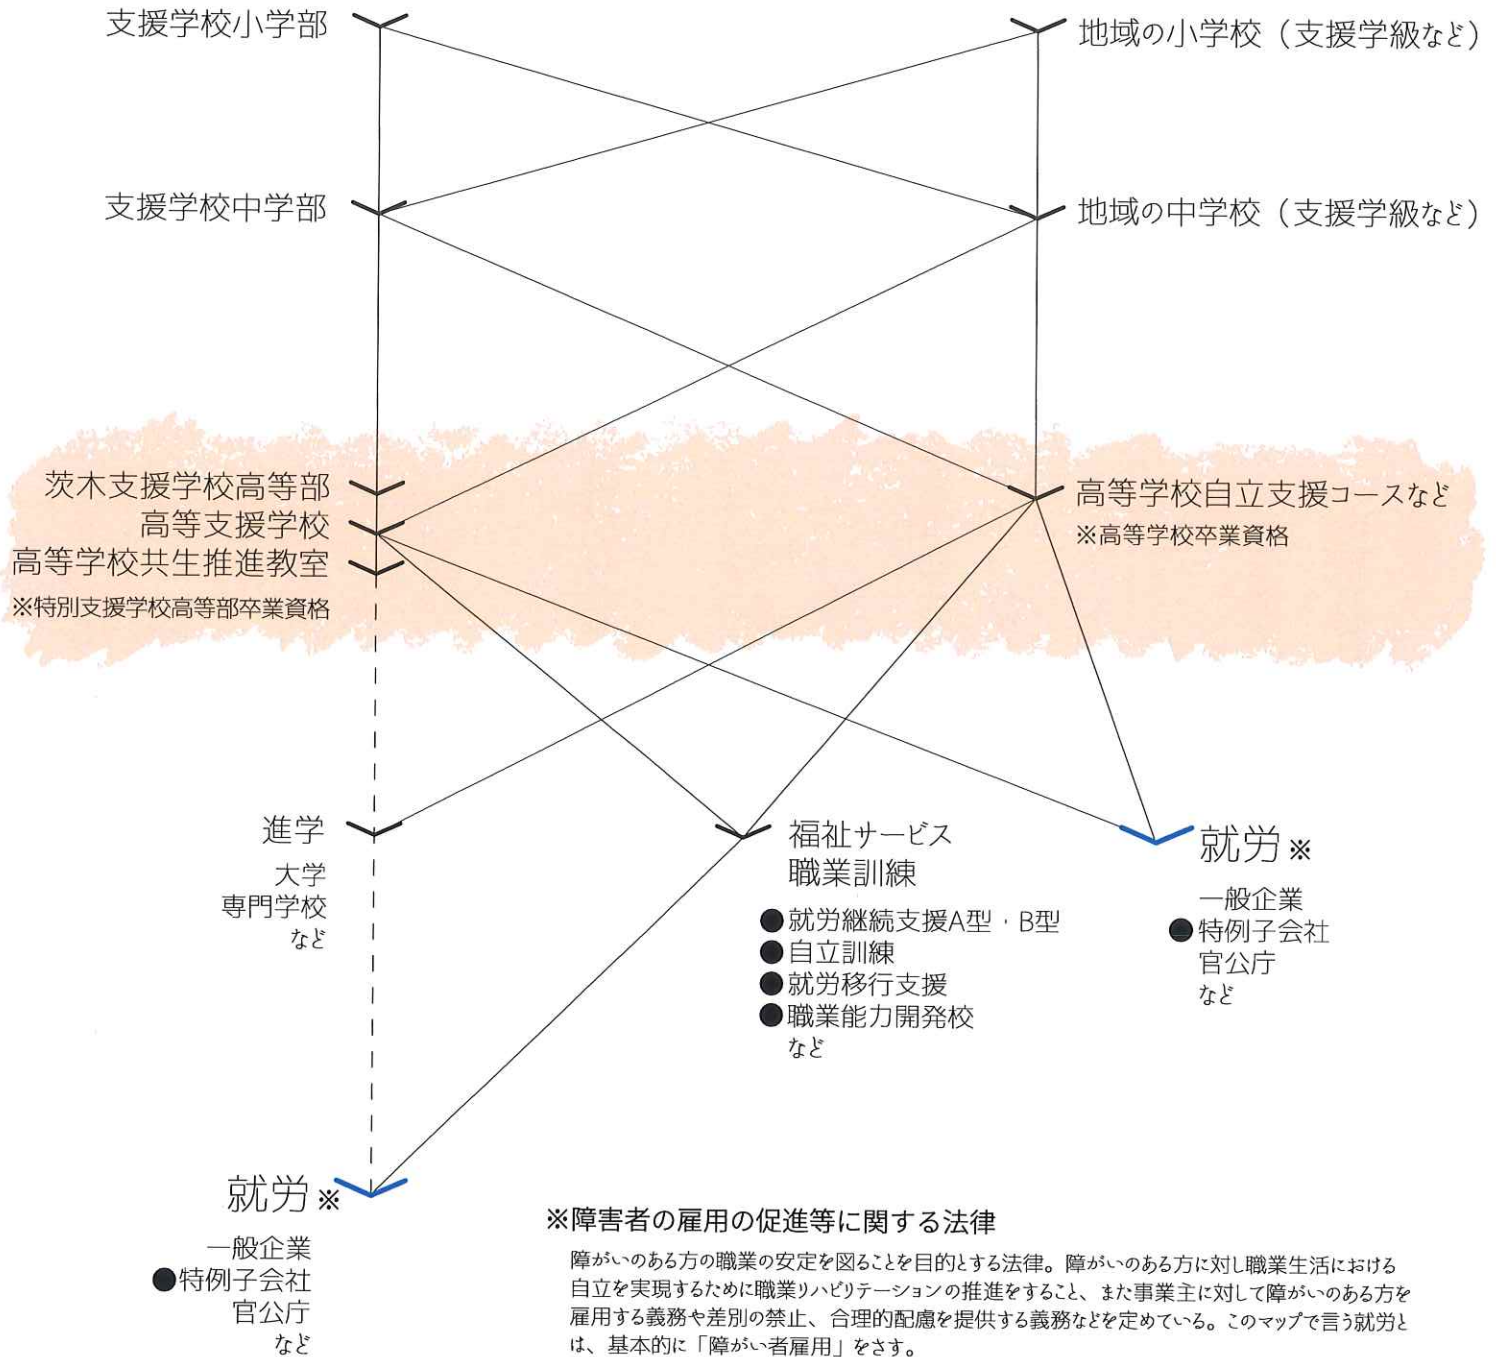 支援学校小学部
地域の小学校（支援学級など）
支援学校中学部
地域の中学校（支援学級など）
茨木支援学校高等部
高等支援学校
高等学校共生推進教室
※特別支援学校高等部卒業資格
高等学校自立支援コースなど
※高等学校卒業資格
進学
大学
専門学校
など
福祉サービス
職業訓練
●就労継続支援A型・B型
●自立訓練
●就労移行支援
●職業能力開発校
など
就労※
一般企業
●特例子会社
官公庁
など
就労※
一般企業
●特例子会社
官公庁
など
※障害者の雇用の促進等に関する法律
障がいのある方の職業の安定を図ることを目的とする法律。障がいのある方に対し職業生活における
自立を実現するために職業リハビリテーションの推進をすること、また事業主に対して障がいのある方を
雇用する義務や差別の禁止、合理的配慮を提供する義務などを定めている。このマップで言う就労と
は、基本的に「障がい者雇用」をさす。